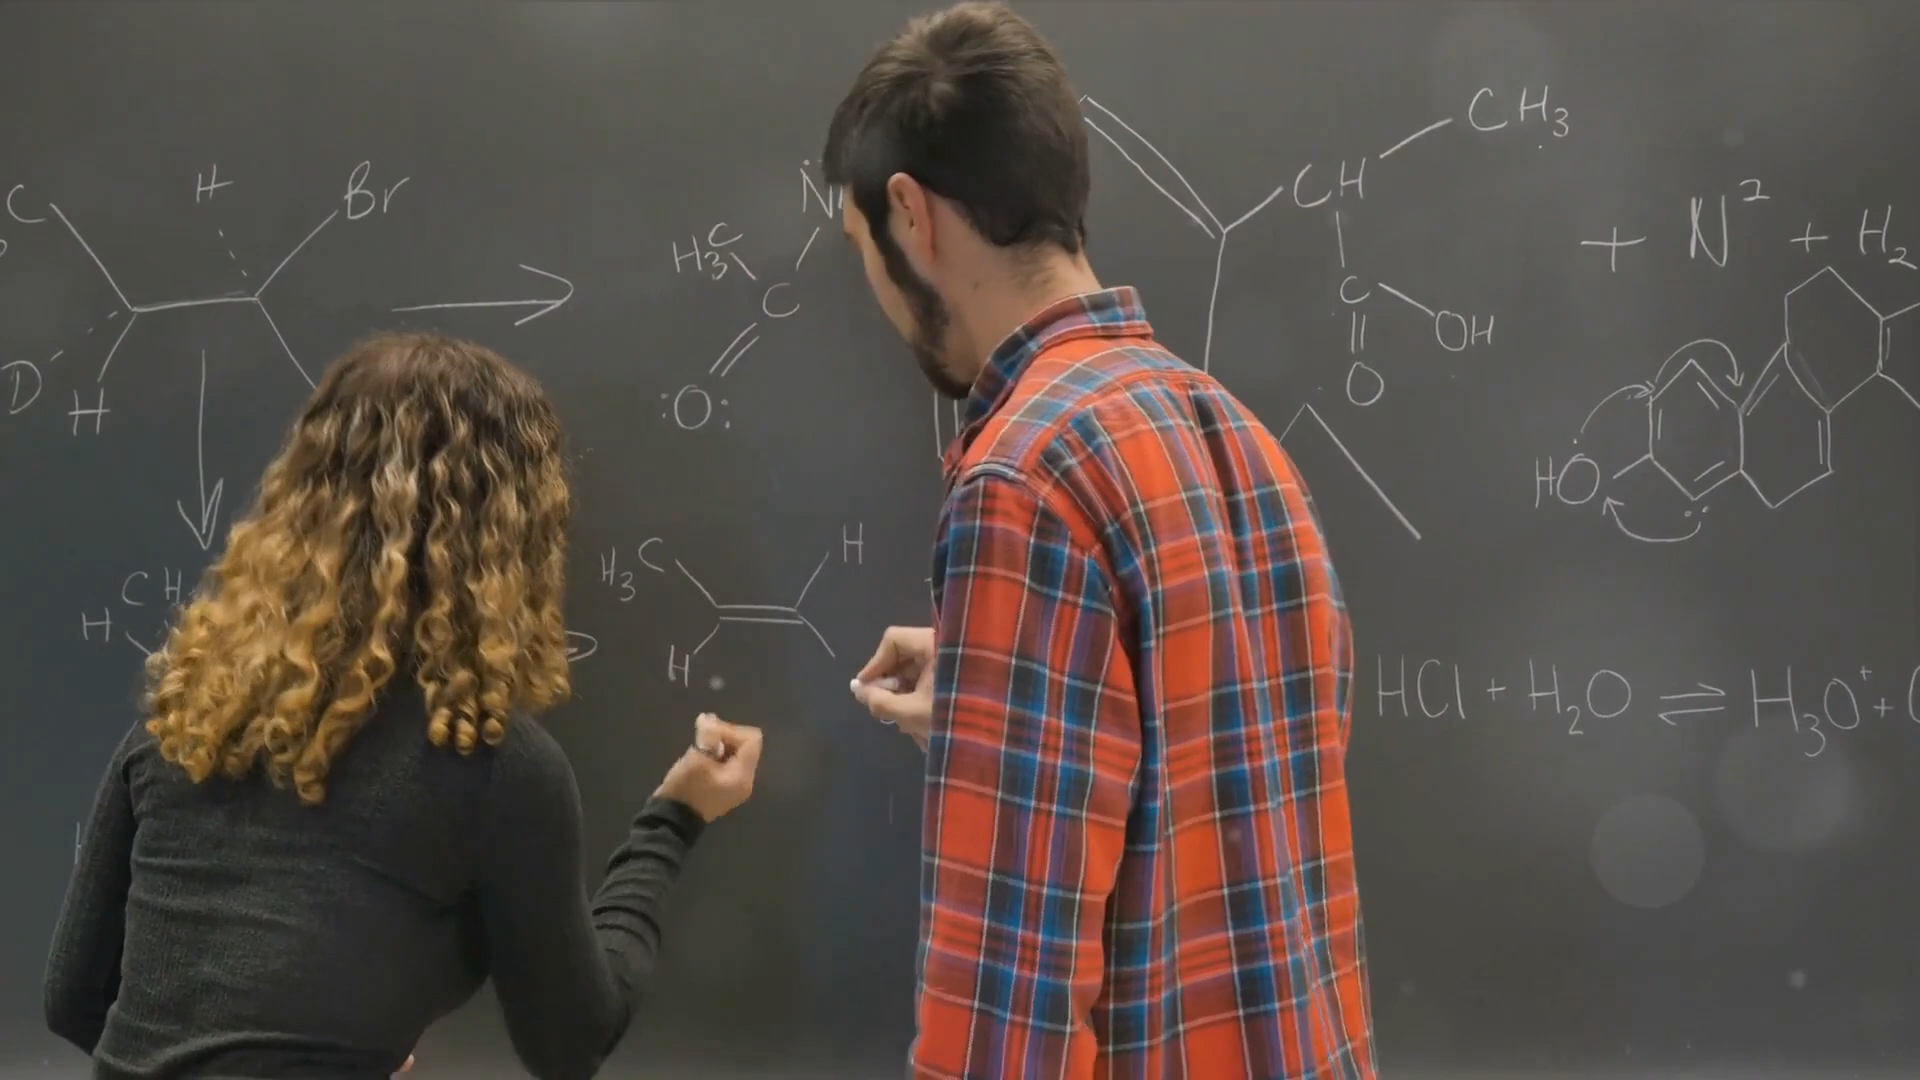 CH3
H Br
C
CH
N
H3C
+ N2 + H2
C
C
OH
D
H
:O:
O
HO
H3C H
CH
H
H
HCl + H2O ⇌ H3O+ +